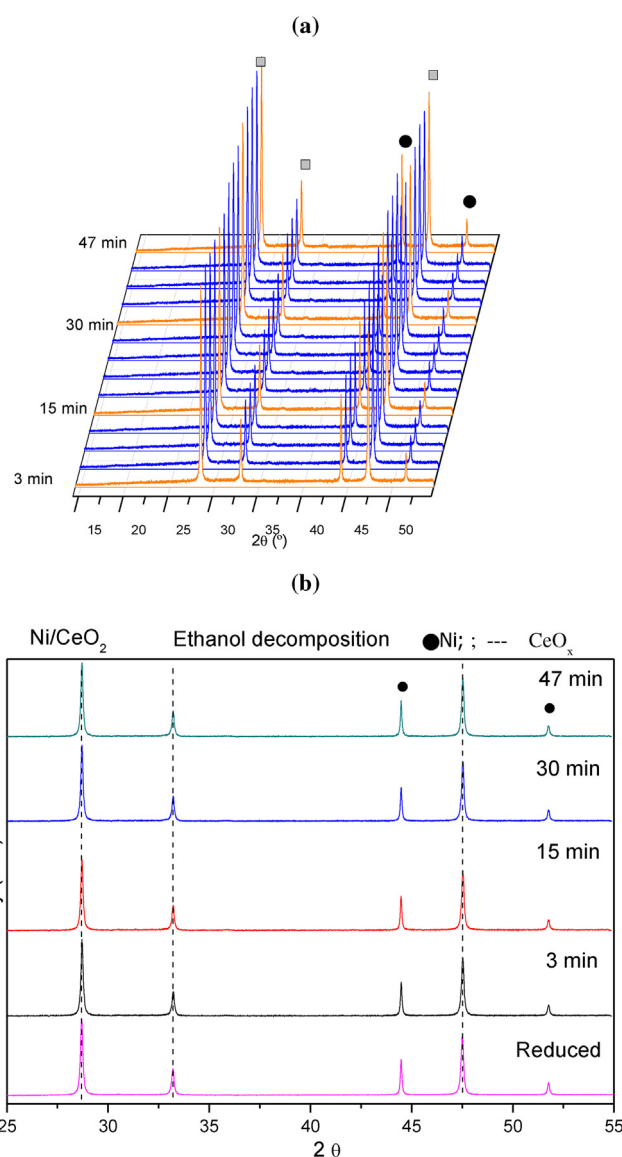 (a)
47 min
30 min
15 min
3 min
15 20 25 30 35 40 45 50
2θ (º)
(b)
Ni/CeO2 Ethanol decomposition Ni; ; --- CeOx
47 min
30 min
15 min
3 min
Reduced
25 30 35 40 45 50 55
2 θ